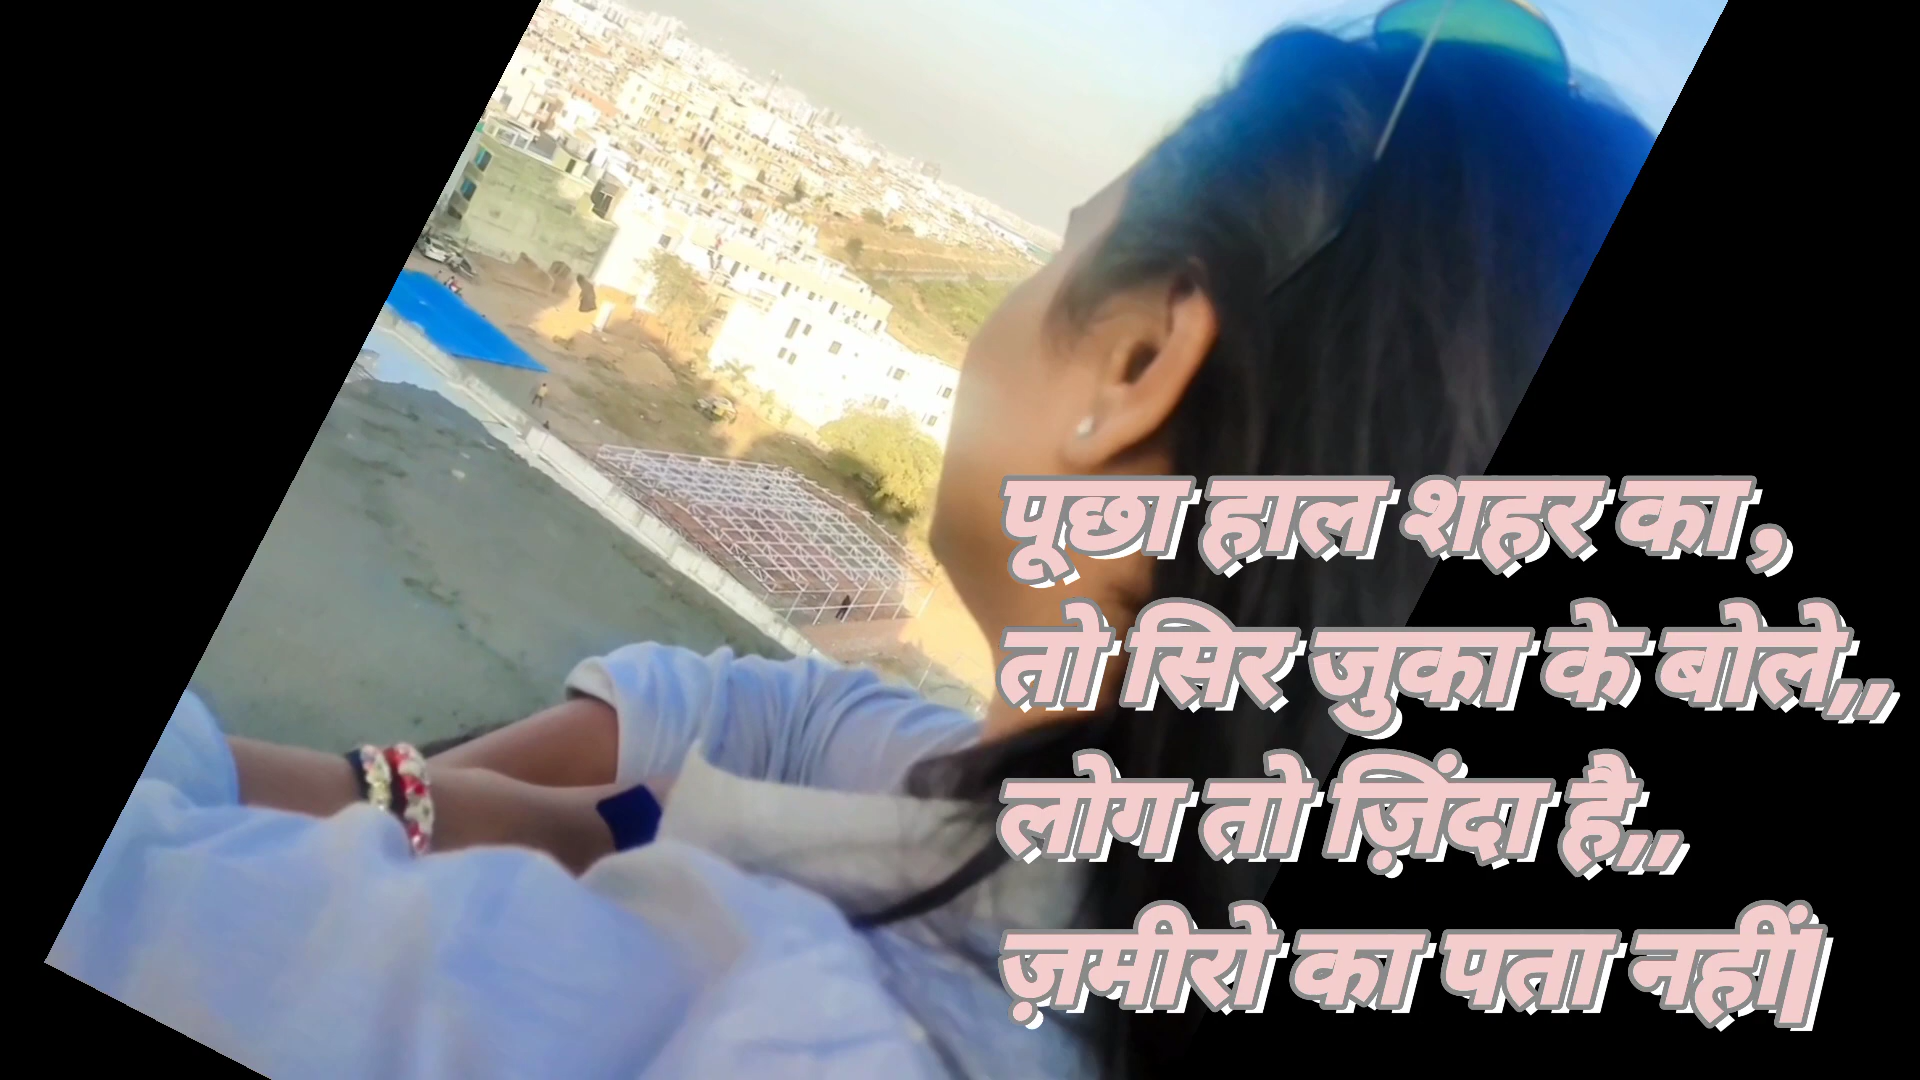 पूछा हाल शहर का,
तो सिर जुका के बोले,,
लोग तो ज़िंदा है,,
ज़मीरो का पता नहीं|